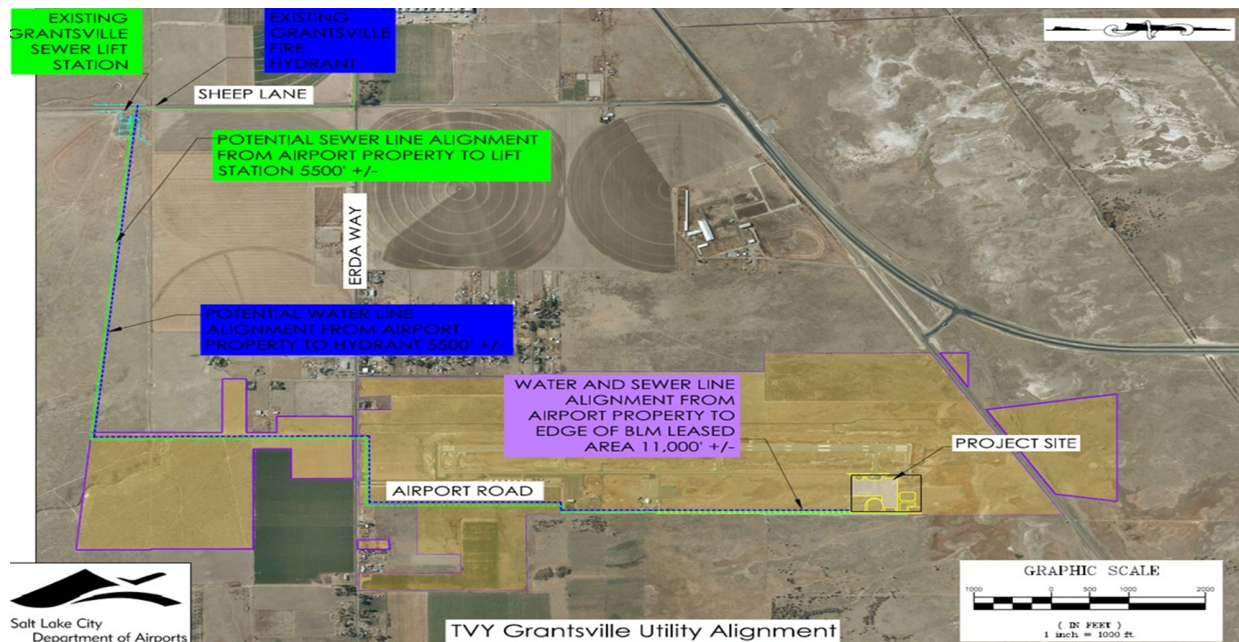 EXISTING
GRANTSVILLE
SEWER LIFT
STATION
EXISTING
GRANTSVILLE
FIRE
HYDRANT
SHEEP LANE
POTENTIAL SEWER LINE ALIGNMENT
FROM AIRPORT PROPERTY TO LIFT
STATION 5500' +/-
ERDA WAY
POTENTIAL WATER LINE
ALIGNMENT FROM AIRPORT
PROPERTY TO HYDRANT 5500' +/-
WATER AND SEWER LINE
ALIGNMENT FROM
AIRPORT PROPERTY TO
EDGE OF BLM LEASED
AREA 11,000' +/-
PROJECT SITE
AIRPORT ROAD
Salt Lake City
Department of Airports
TVY Grantsville Utility Alignment
GRAPHIC SCALE
1000 0 500 1000 2000
( IN FEET )
1 inch = 1000 ft.